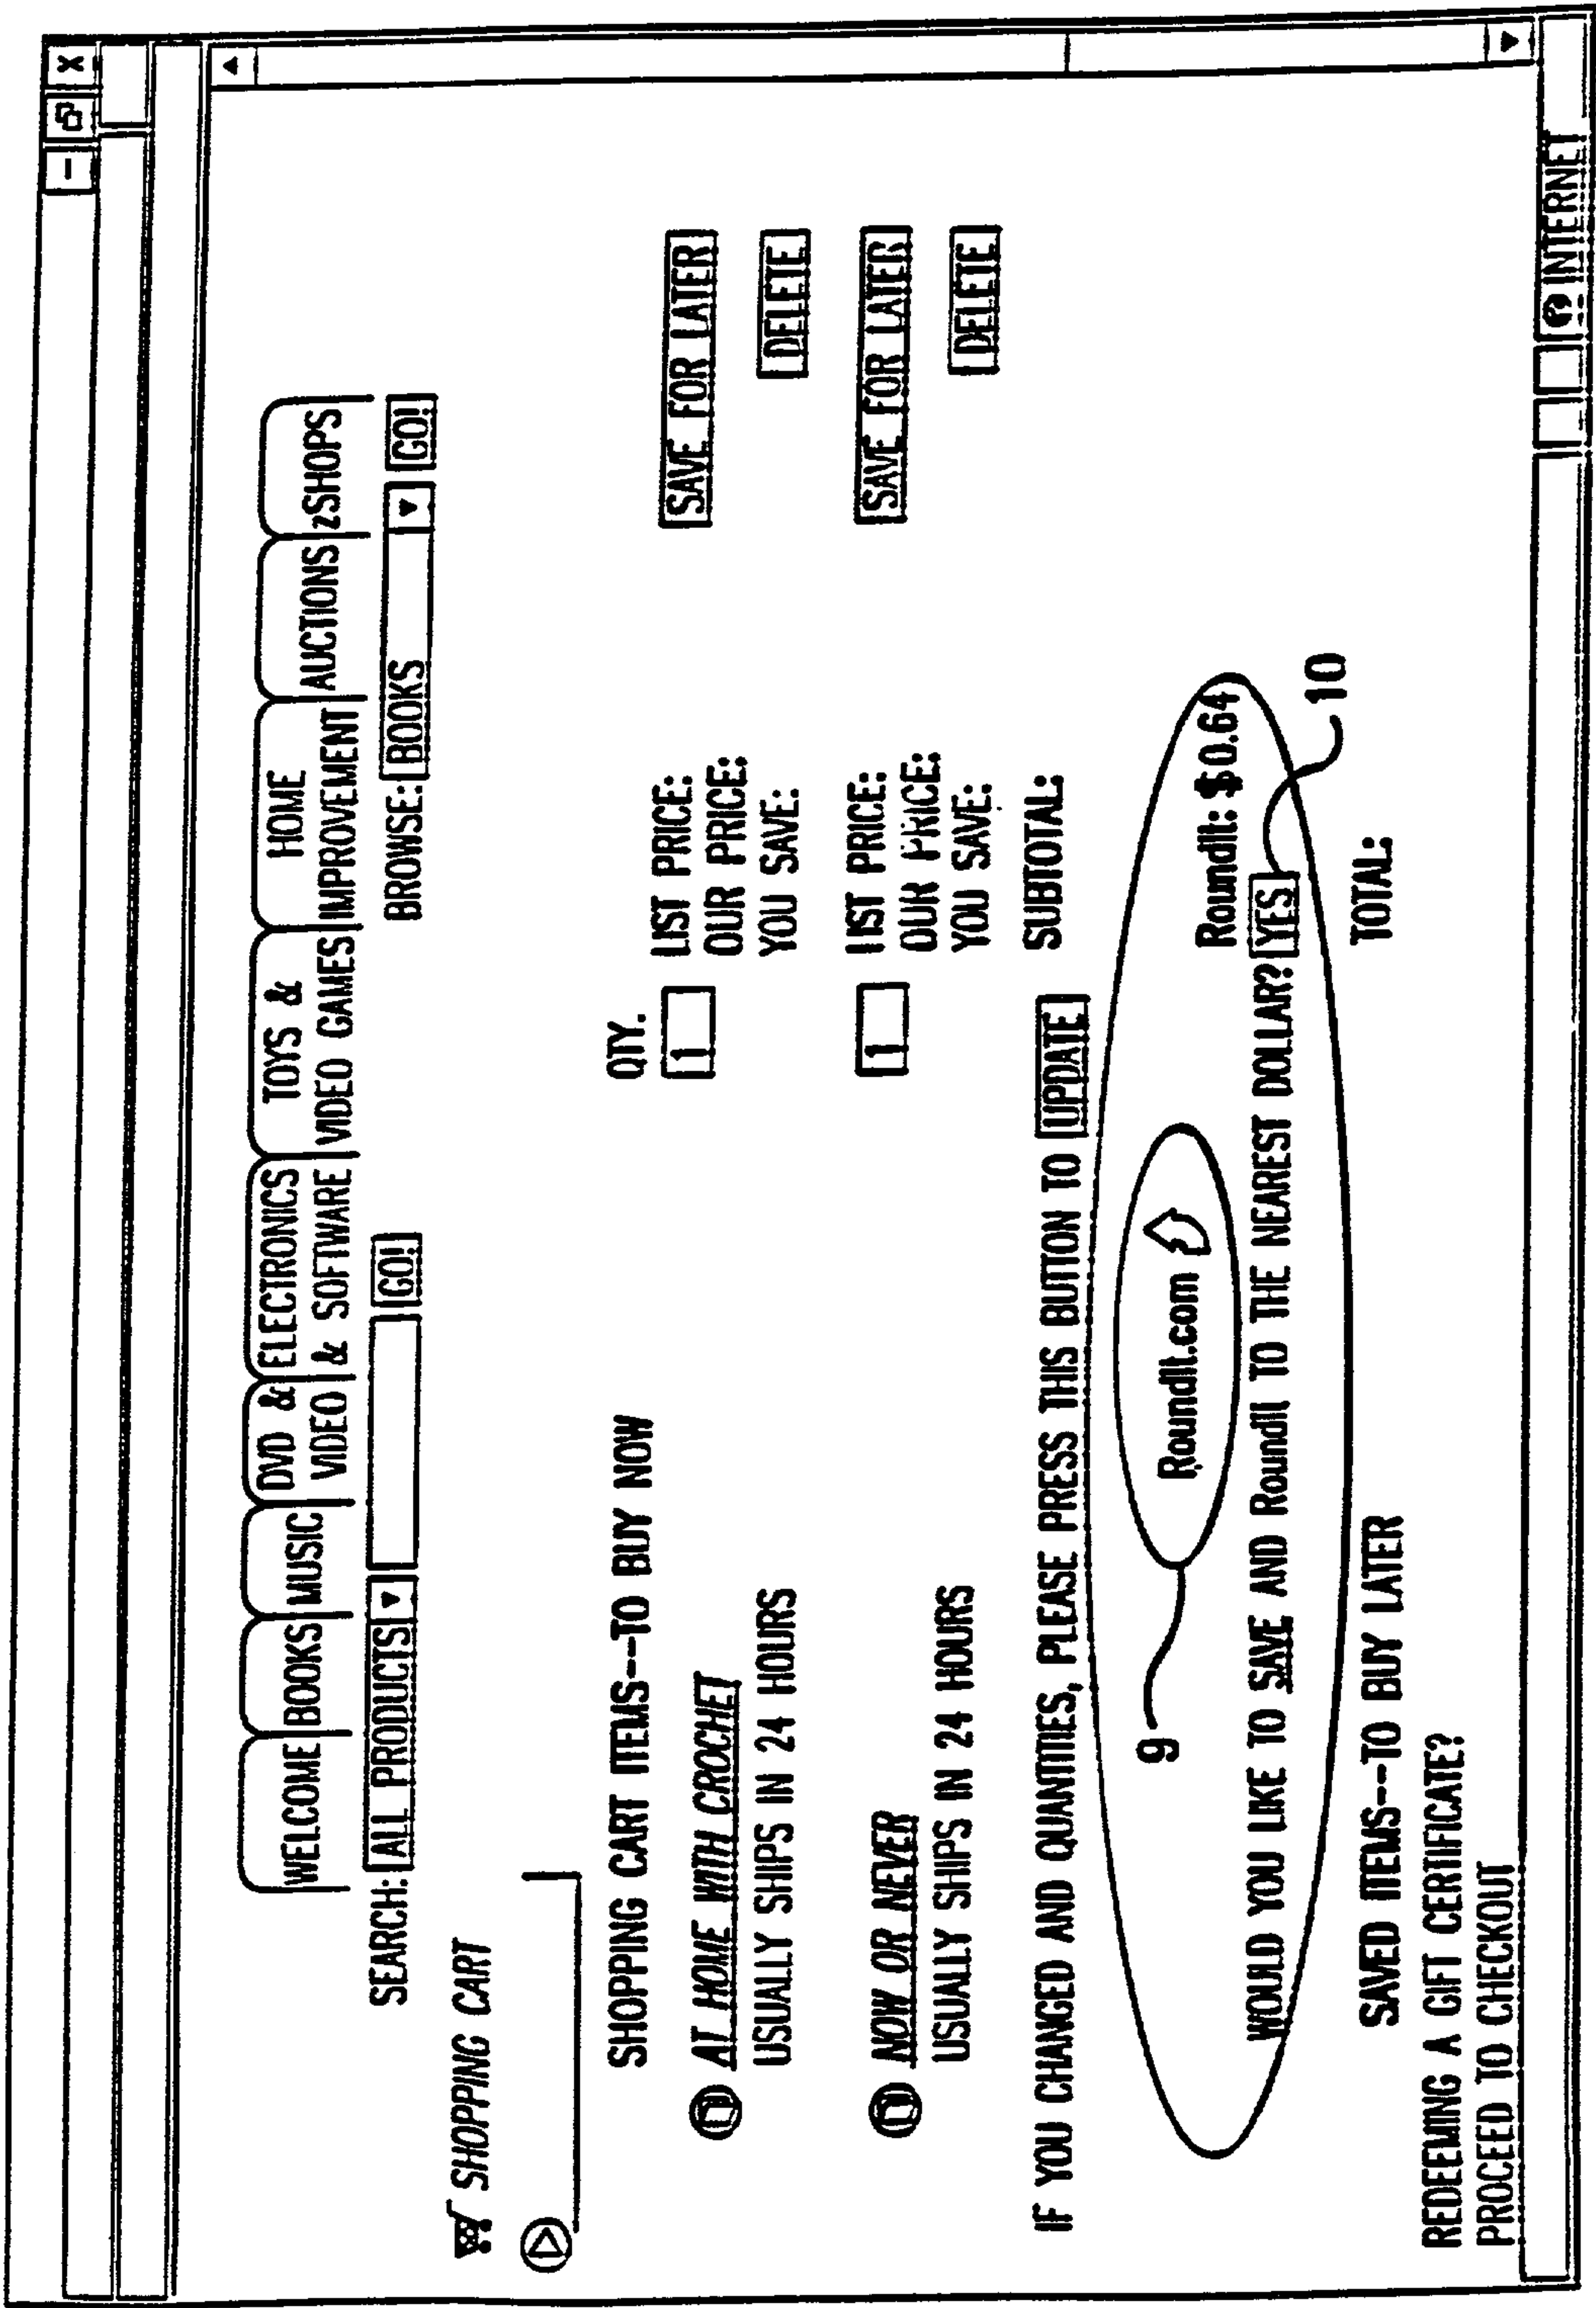 WELCOME BOOKS MUSIC DVD & VIDEO ELECTRONICS & SOFTWARE TOYS & VIDEO GAMES HOME IMPROVEMENT AUCTIONS zSHOPS
SEARCH: ALL PRODUCTS GO! BROWSE: BOOKS GO!
SHOPPING CART
SHOPPING CART ITEMS--TO BUY NOW QTY.
AT HOME WITH CROCHET 1 LIST PRICE: SAVE FOR LATER
OUR PRICE:
USUALLY SHIPS IN 24 HOURS YOU SAVE: DELETE
NOW OR NEVER 1 LIST PRICE: SAVE FOR LATER
OUR PRICE:
USUALLY SHIPS IN 24 HOURS YOU SAVE: DELETE
IF YOU CHANGED AND QUANTITIES, PLEASE PRESS THIS BUTTON TO UPDATE SUBTOTAL:
9 RoundIt.com
RoundIt: $0.64
WOULD YOU LIKE TO SAVE AND RoundIt TO THE NEAREST DOLLAR? YES 10
SAVED ITEMS--TO BUY LATER TOTAL:
REDEEMING A GIFT CERTIFICATE?
PROCEED TO CHECKOUT
INTERNET